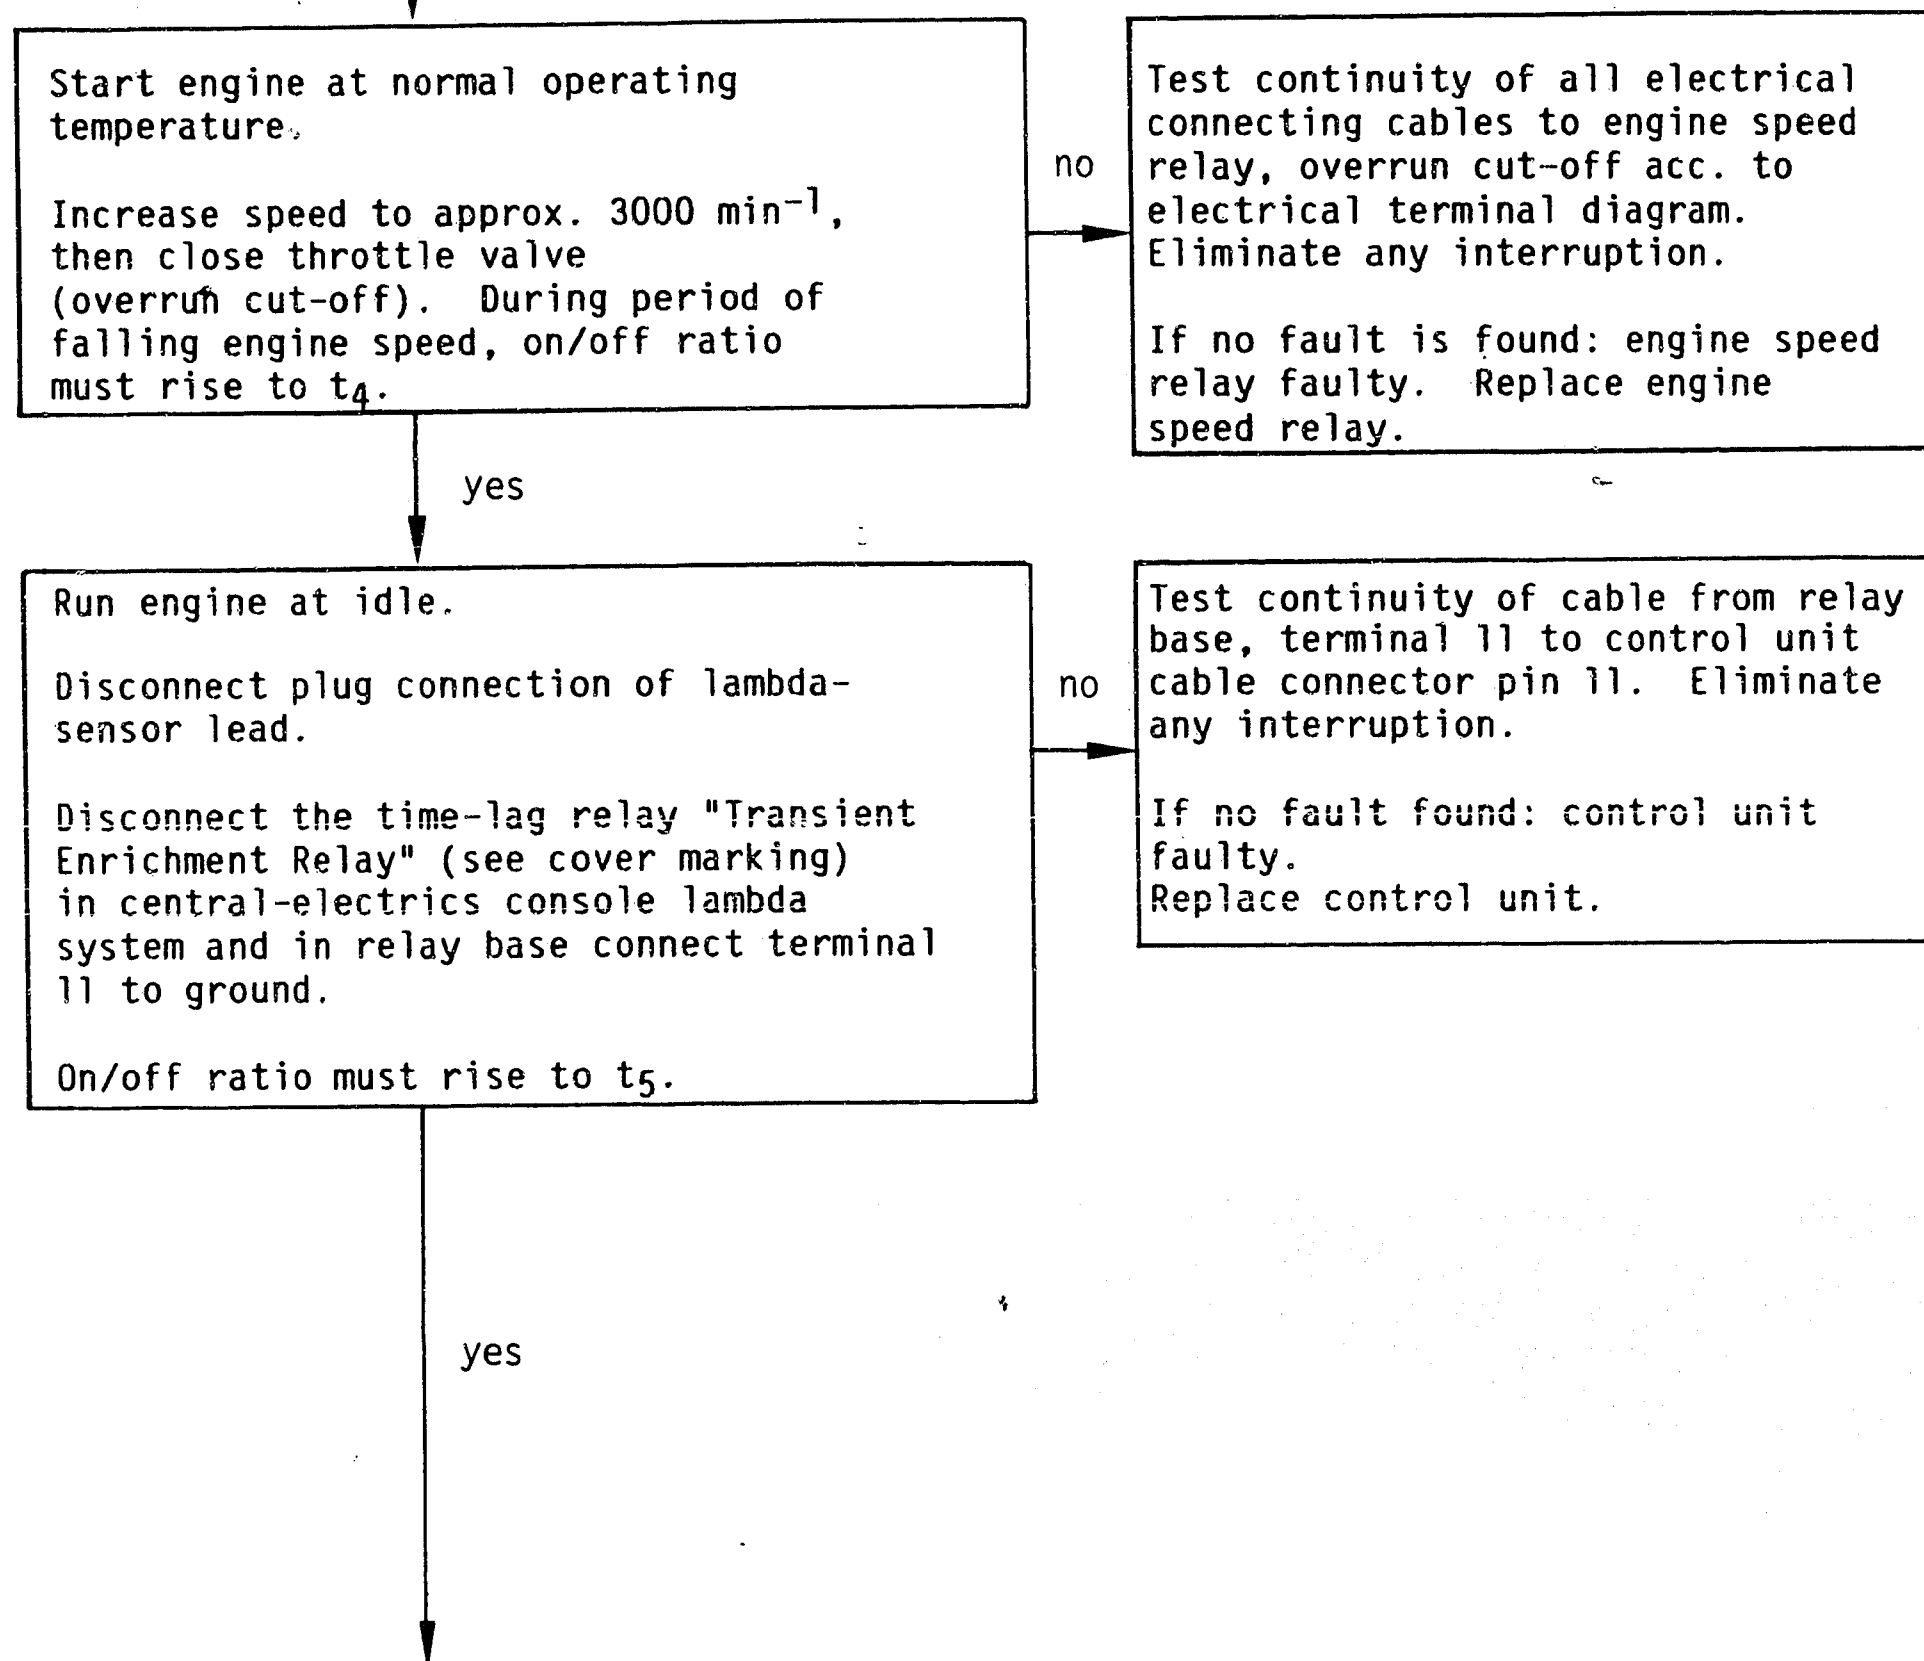 Start engine at normal operating
temperature.
Increase speed to approx. 3000 min⁻¹,
then close throttle valve
(overrun cut-off). During period of
falling engine speed, on/off ratio
must rise to t₄.
no
Test continuity of all electrical
connecting cables to engine speed
relay, overrun cut-off acc. to
electrical terminal diagram.
Eliminate any interruption.
If no fault is found: engine speed
relay faulty. Replace engine
speed relay.
yes
Run engine at idle.
Disconnect plug connection of lambda-
sensor lead.
Disconnect the time-lag relay "Transient
Enrichment Relay" (see cover marking)
in central-electrics console lambda
system and in relay base connect terminal
11 to ground.
On/off ratio must rise to t₅.
no
Test continuity of cable from relay
base, terminal 11 to control unit
cable connector pin 11. Eliminate
any interruption.
If no fault found: control unit
faulty.
Replace control unit.
yes